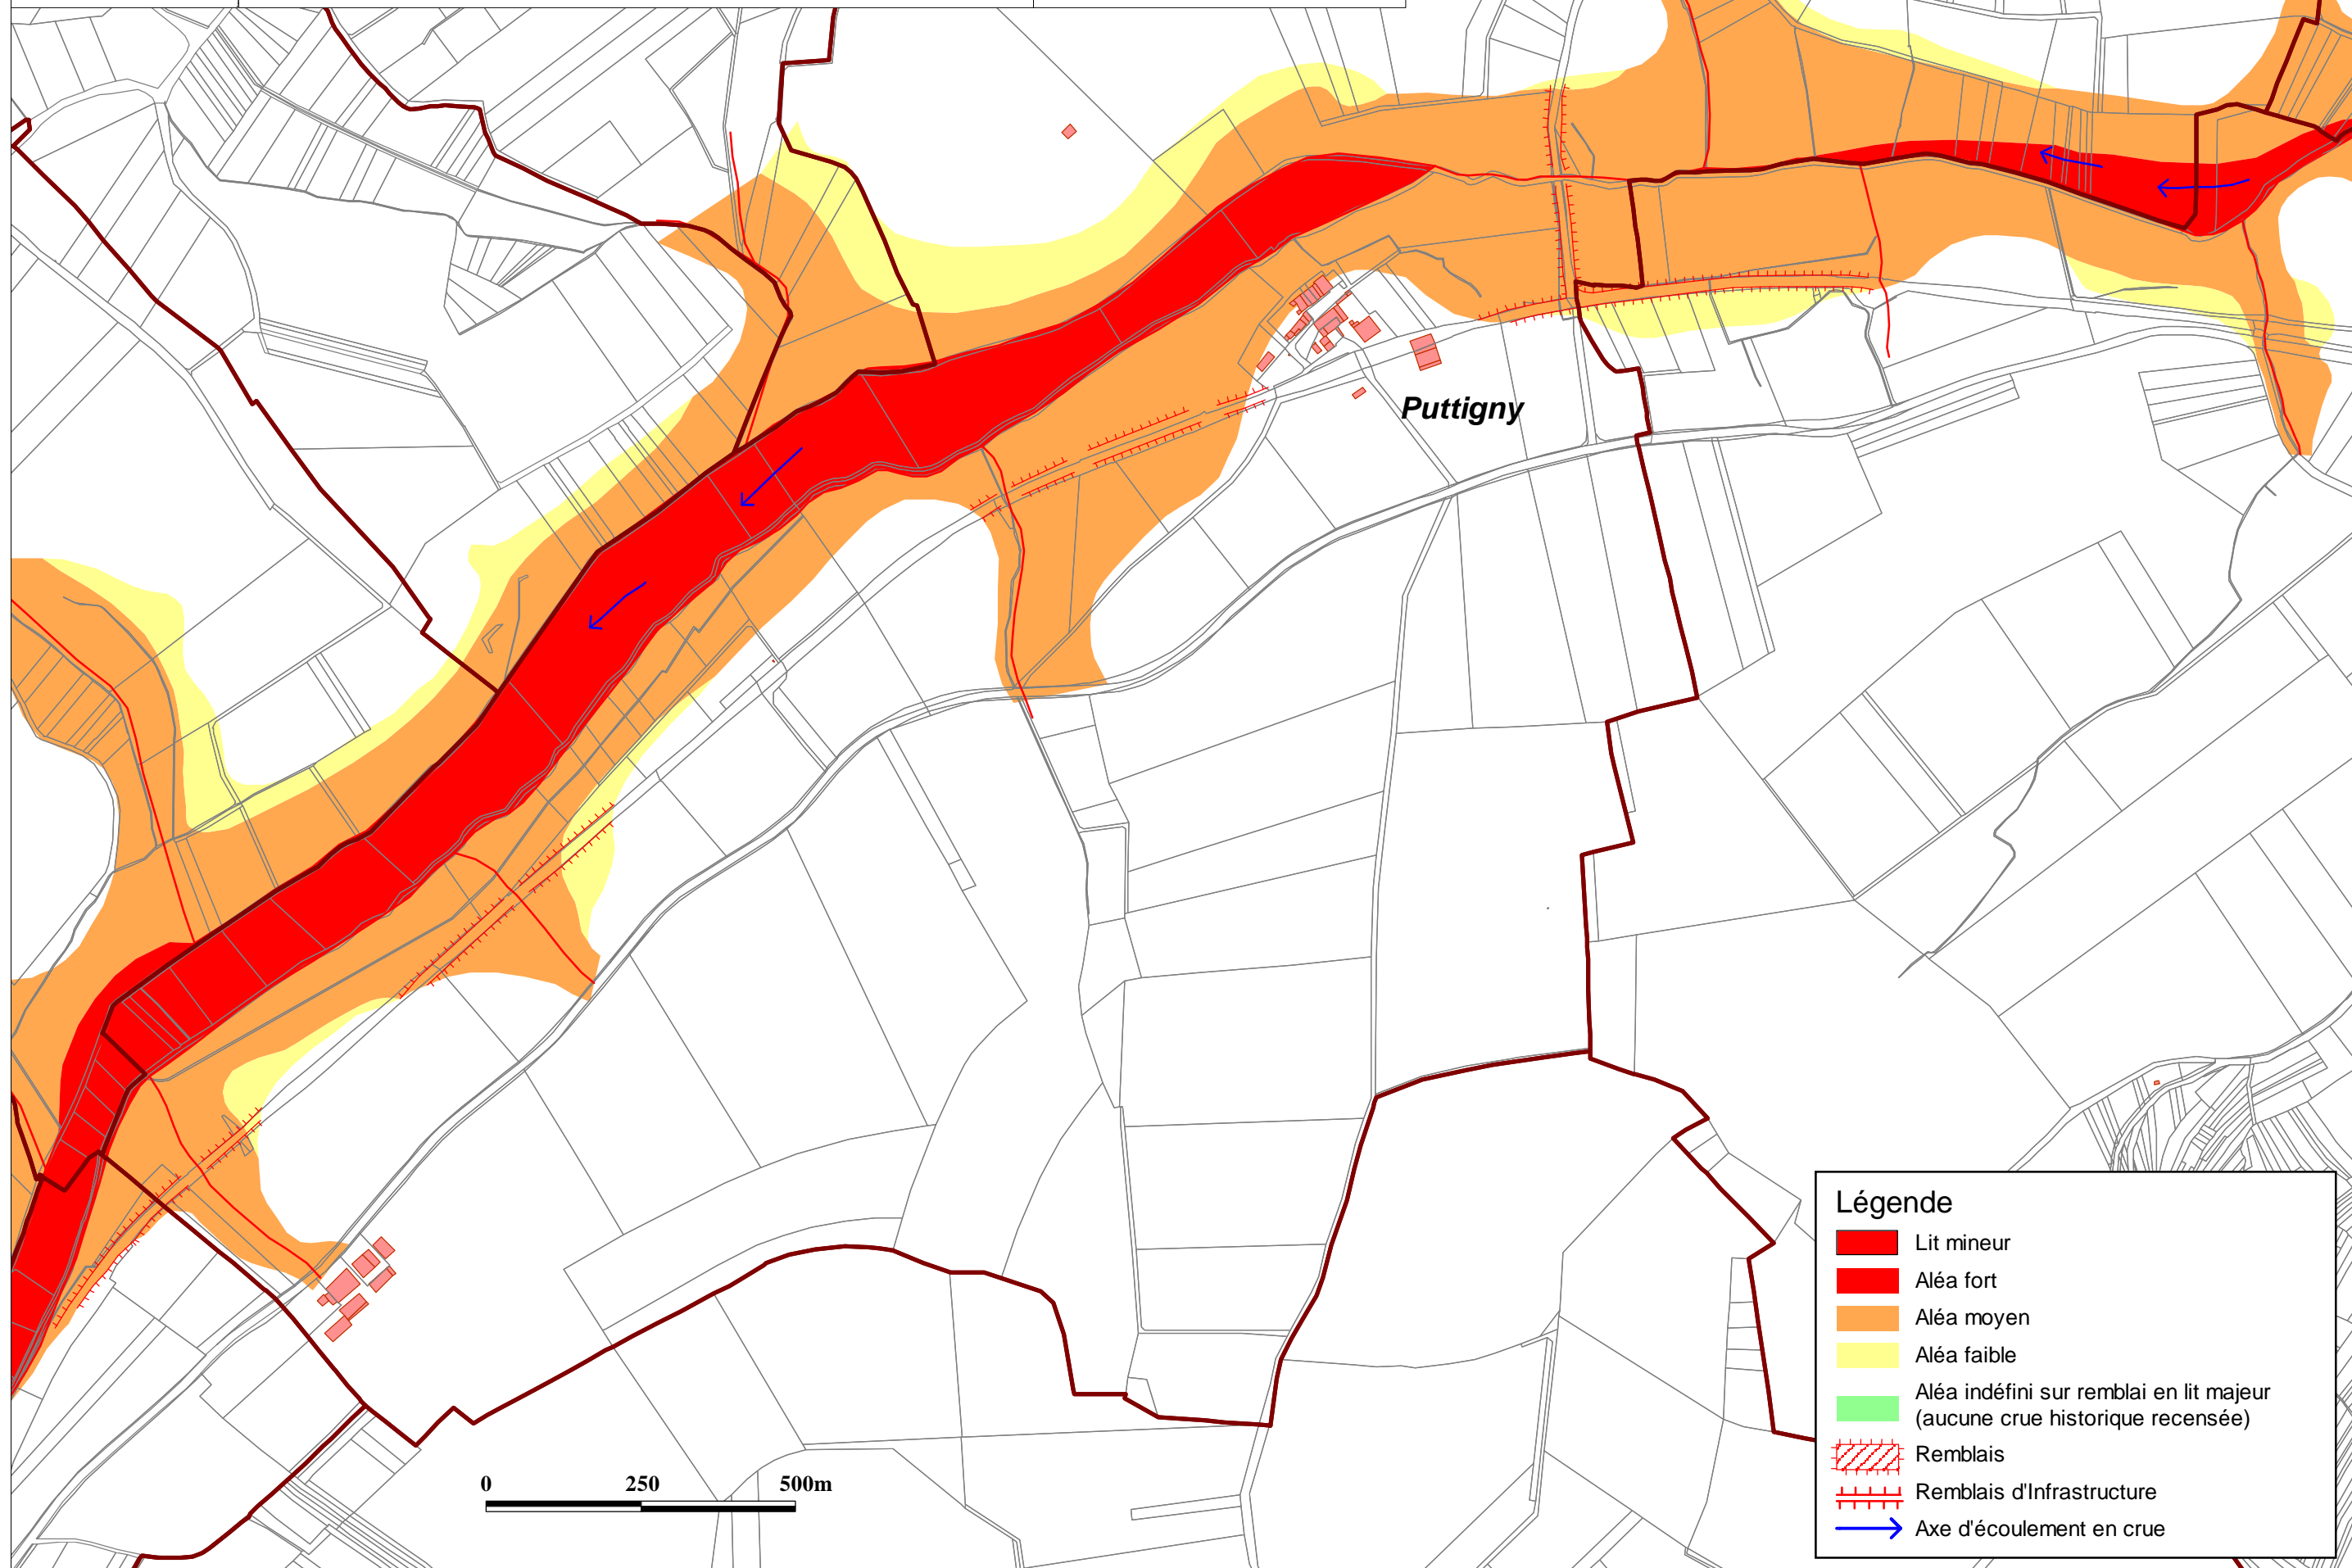 Puttigny
Légende
Lit mineur
Aléa fort
Aléa moyen
Aléa faible
Aléa indéfini sur remblai en lit majeur
(aucune crue historique recensée)
Remblais
Remblais d'Infrastructure
Axe d'écoulement en crue
0 250 500m